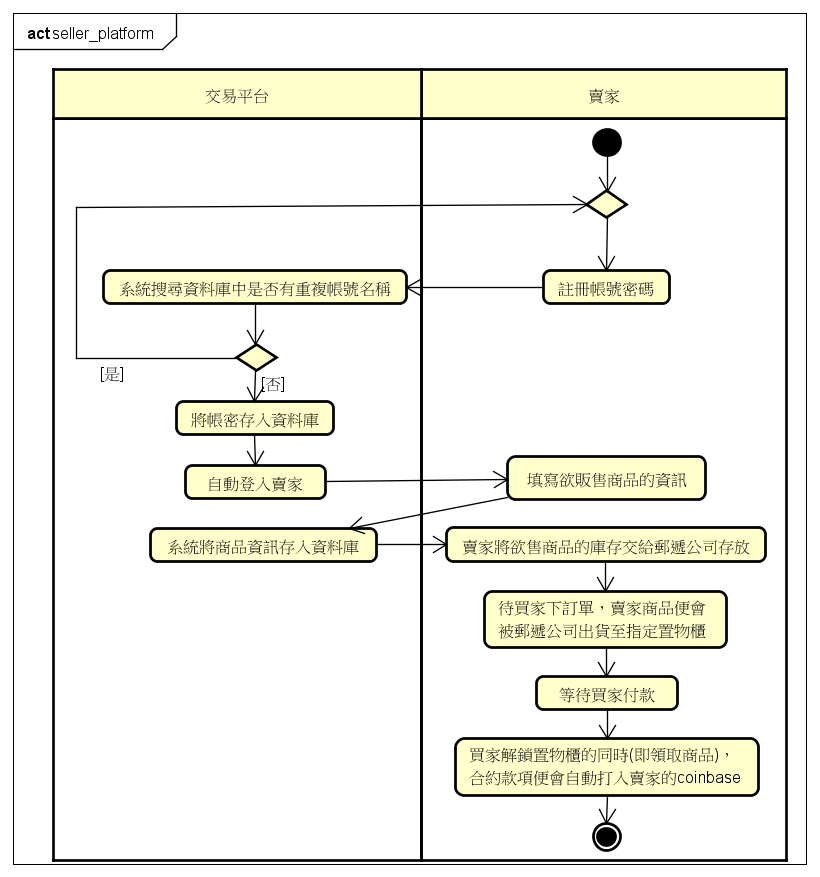 act seller_platform
交易平台
賣家
系統搜尋資料庫中是否有重複帳號名稱
註冊帳號密碼
[是]
[否]
將帳密存入資料庫
自動登入賣家
填寫欲販售商品的資訊
系統將商品資訊存入資料庫
賣家將欲售商品的庫存交給郵遞公司存放
待買家下訂單，賣家商品便會
被郵遞公司出貨至指定置物櫃
等待買家付款
買家解鎖置物櫃的同時(即領取商品)，
合約款項便會自動打入賣家的coinbase